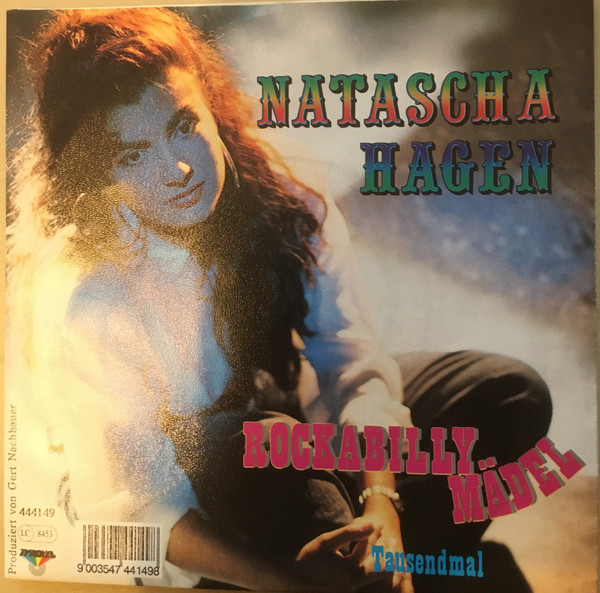 NATASCHA
HAGEN
ROCKABILLY
MÄDEL
Tausendmal
Produziert von Gert Nachbauer
444149
LC 8453
9 003547 441498